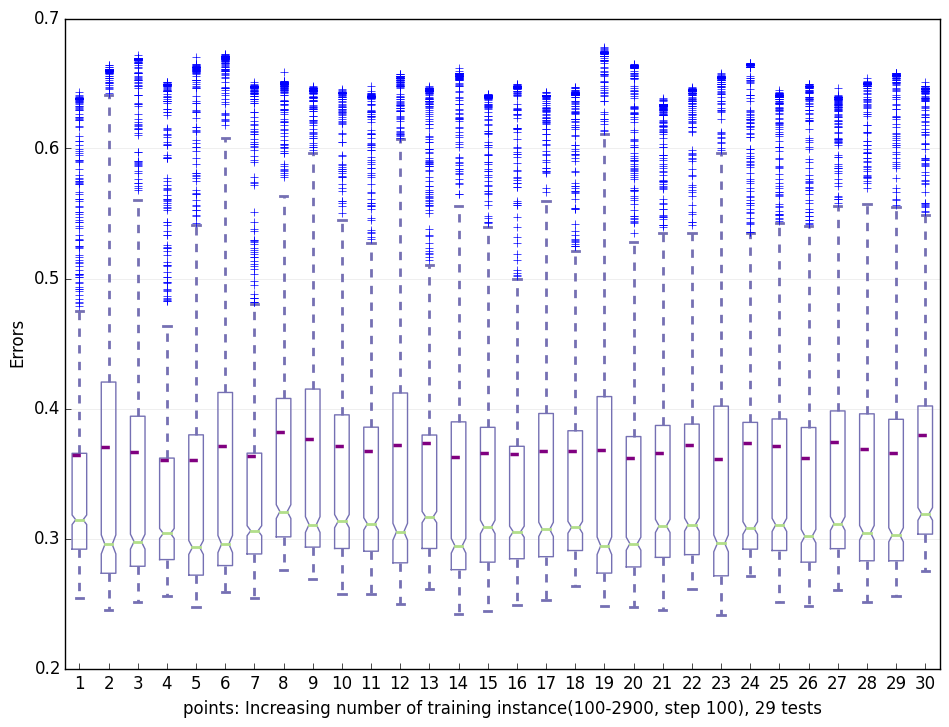 0.7
0.6
0.5
0.4
0.3
0.2
Errors
1 2 3 4 5 6 7 8 9 10 11 12 13 14 15 16 17 18 19 20 21 22 23 24 25 26 27 28 29 30
points: Increasing number of training instance(100-2900, step 100), 29 tests